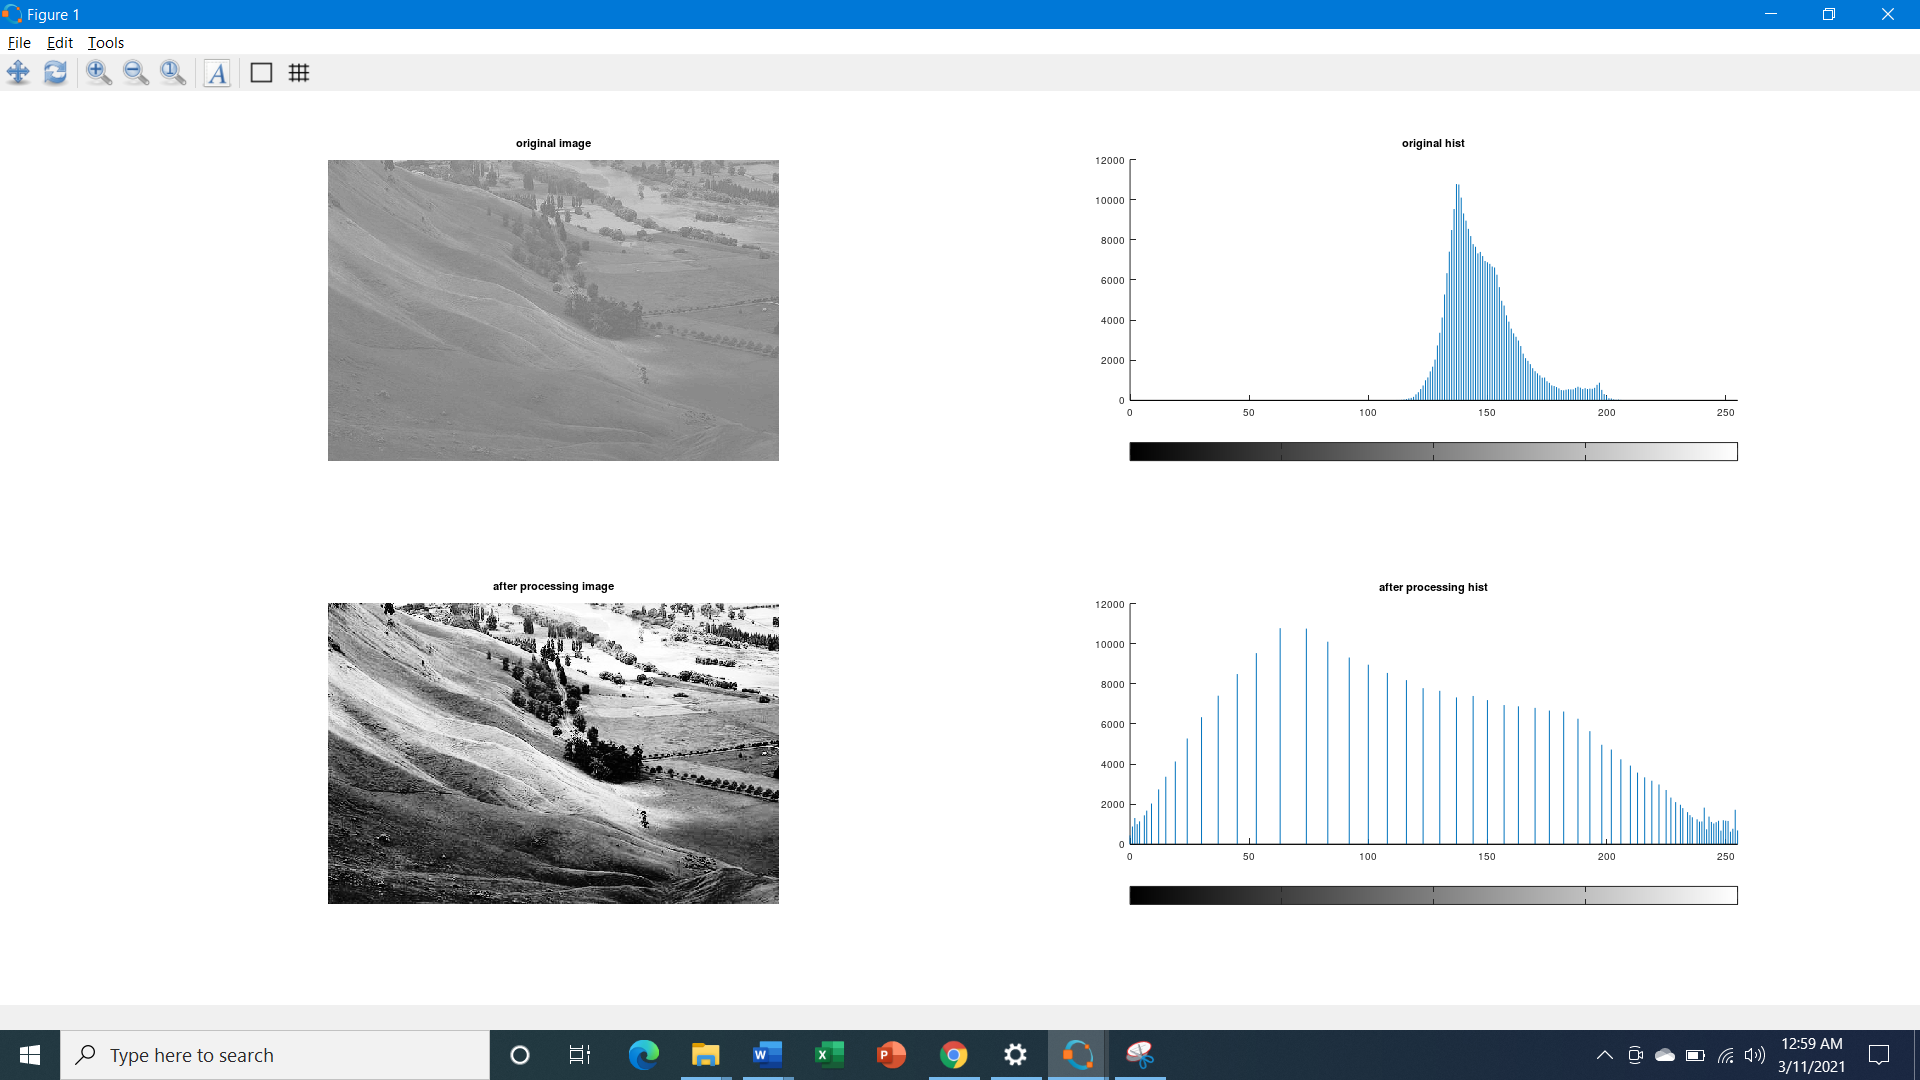 Figure 1
File Edit Tools
A
original image
original hist
12000
10000
8000
6000
4000
2000
0
0 50 100 150 200 250
after processing image
after processing hist
12000
10000
8000
6000
4000
2000
0
0 50 100 150 200 250
Type here to search
12:59 AM
3/11/2021